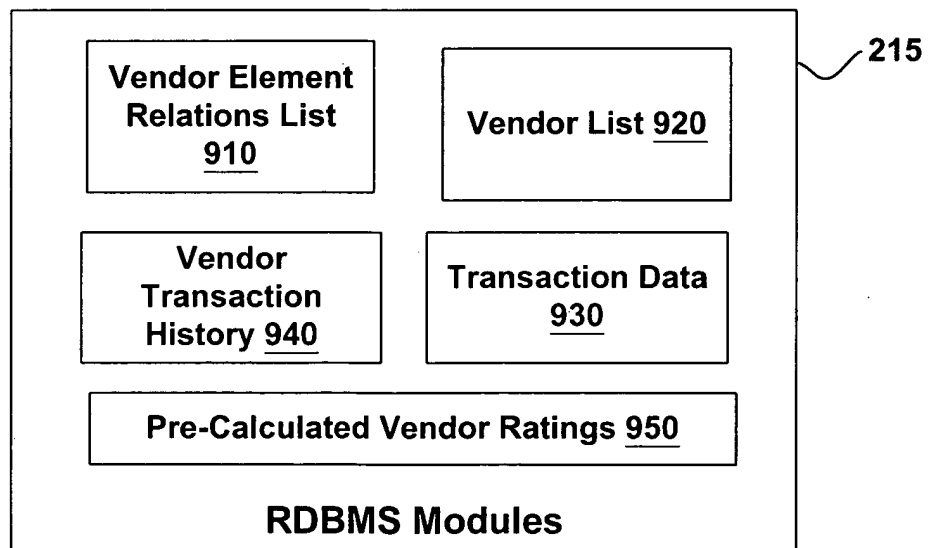 215
Vendor Element
Relations List
910
Vendor List 920
Vendor
Transaction
History 940
Transaction Data
930
Pre-Calculated Vendor Ratings 950
RDBMS Modules